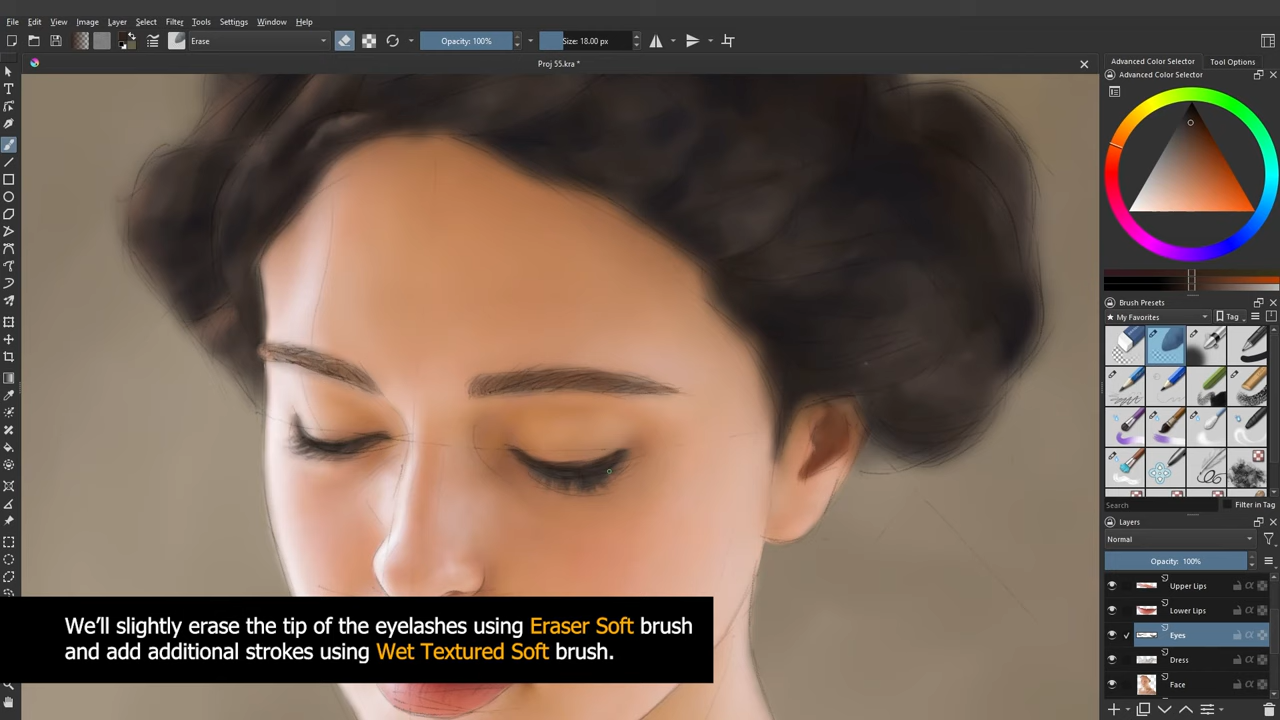 File Edit View Image Layer Select Filter Tools Settings Window Help
Erase
Opacity: 100%
Size: 18.00 px
Proj 55.kra *
Advanced Color Selector
Tool Options
Advanced Color Selector
Brush Presets
My Favorites
Tag
Search
Filter in Tag
Layers
Normal
Opacity: 100%
Upper Lips
Lower Lips
Eyes
Dress
Face
We'll slightly erase the tip of the eyelashes using Eraser Soft brush
and add additional strokes using Wet Textured Soft brush.